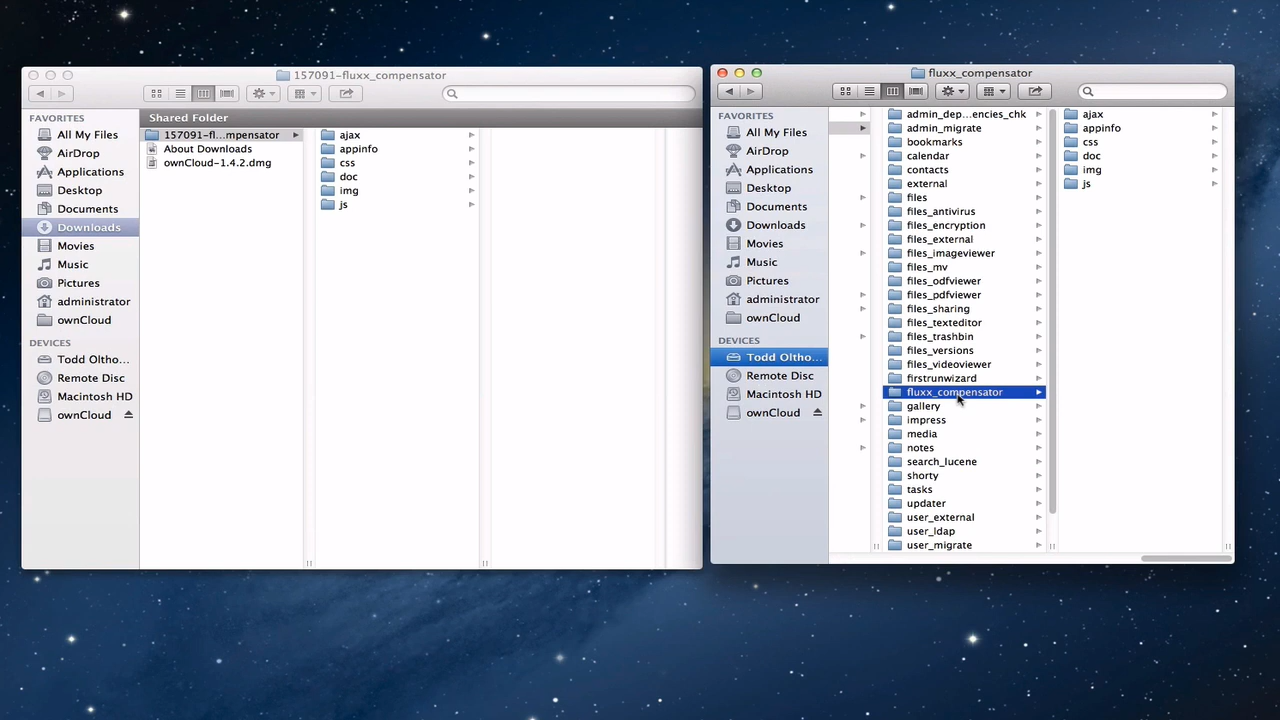 157091-fluxx_compensator
Shared Folder
FAVORITES
All My Files
AirDrop
Applications
Desktop
Documents
Downloads
Movies
Music
Pictures
administrator
ownCloud
DEVICES
Todd Oltho...
Remote Disc
Macintosh HD
ownCloud
157091-fl...mpensator
About Downloads
ownCloud-1.4.2.dmg
ajax
appinfo
css
doc
img
js
fluxx_compensator
FAVORITES
All My Files
AirDrop
Applications
Desktop
Documents
Downloads
Movies
Music
Pictures
administrator
ownCloud
DEVICES
Todd Oltho...
Remote Disc
Macintosh HD
ownCloud
admin_dep...encies_chk
admin_migrate
bookmarks
calendar
contacts
external
files
files_antivirus
files_encryption
files_external
files_imageviewer
files_mv
files_odfviewer
files_pdfviewer
files_sharing
files_texteditor
files_trashbin
files_versions
files_videoviewer
firstrunwizard
fluxx_compensator
gallery
impress
media
notes
search_lucene
shorty
tasks
updater
user_external
user_ldap
user_migrate
ajax
appinfo
css
doc
img
js